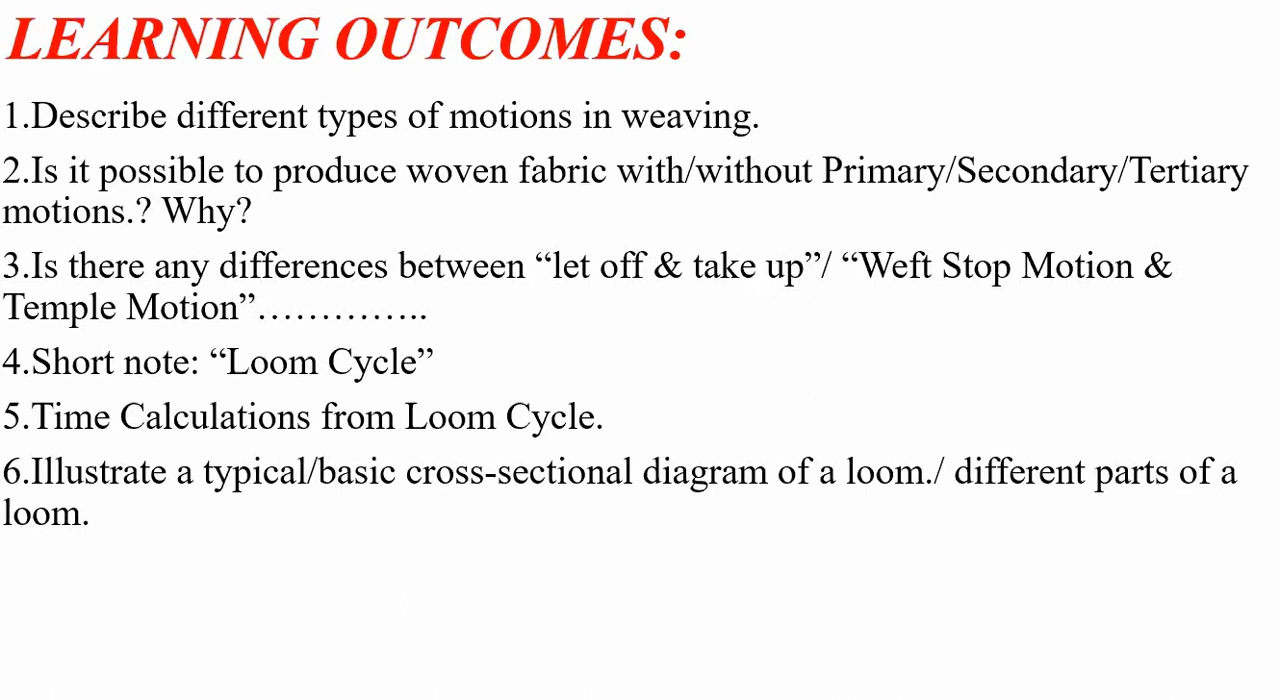 LEARNING OUTCOMES:
1.Describe different types of motions in weaving.
2.Is it possible to produce woven fabric with/without Primary/Secondary/Tertiary
motions.? Why?
3.Is there any differences between “let off & take up”/ “Weft Stop Motion &
Temple Motion”…………..
4.Short note: “Loom Cycle”
5.Time Calculations from Loom Cycle.
6.Illustrate a typical/basic cross-sectional diagram of a loom./ different parts of a
loom.